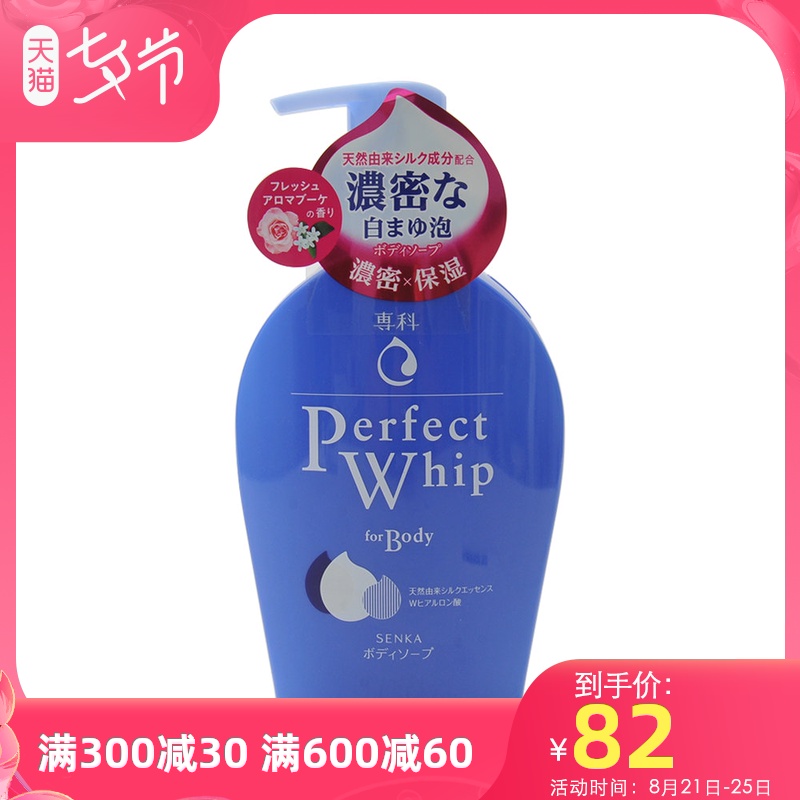 天猫
七夕节
天然由来シルク成分配合
濃密な
白まゆ泡
ボディソープ
濃密×保湿
フレッシュ
アロマブーケ
の香り
専科
Perfect
Whip
for Body
天然由来シルクエッセンス
Wヒアルロン酸
SENKA
ボディソープ
满300减30 满600减60
到手价:
¥82
活动时间：8月21日-25日